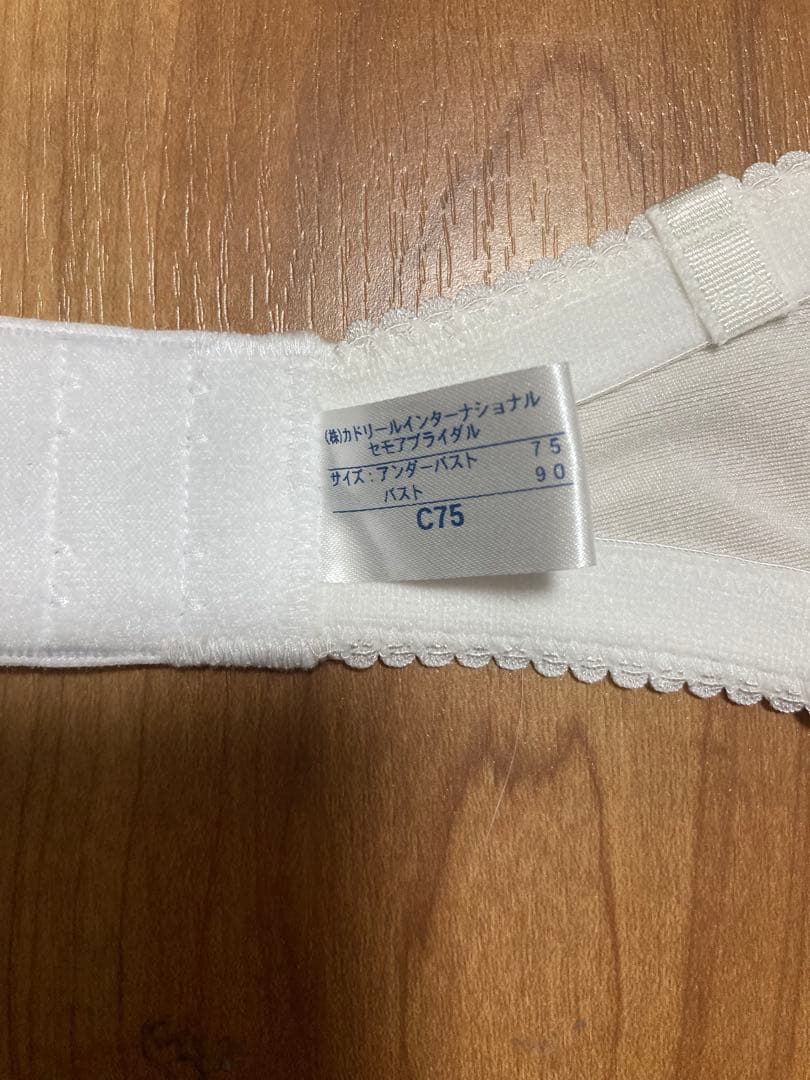 (株)カドリールインターナショナル
セモアブライダル
サイズ:アンダーバスト 75
バスト 90
C75